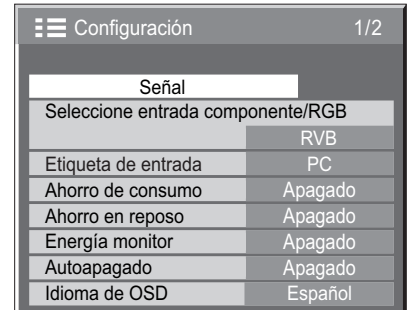 Configuración 1/2
Señal
Seleccione entrada componente/RGB
RVB
Etiqueta de entrada PC
Ahorro de consumo Apagado
Ahorro en reposo Apagado
Energía monitor Apagado
Autoapagado Apagado
Idioma de OSD Español